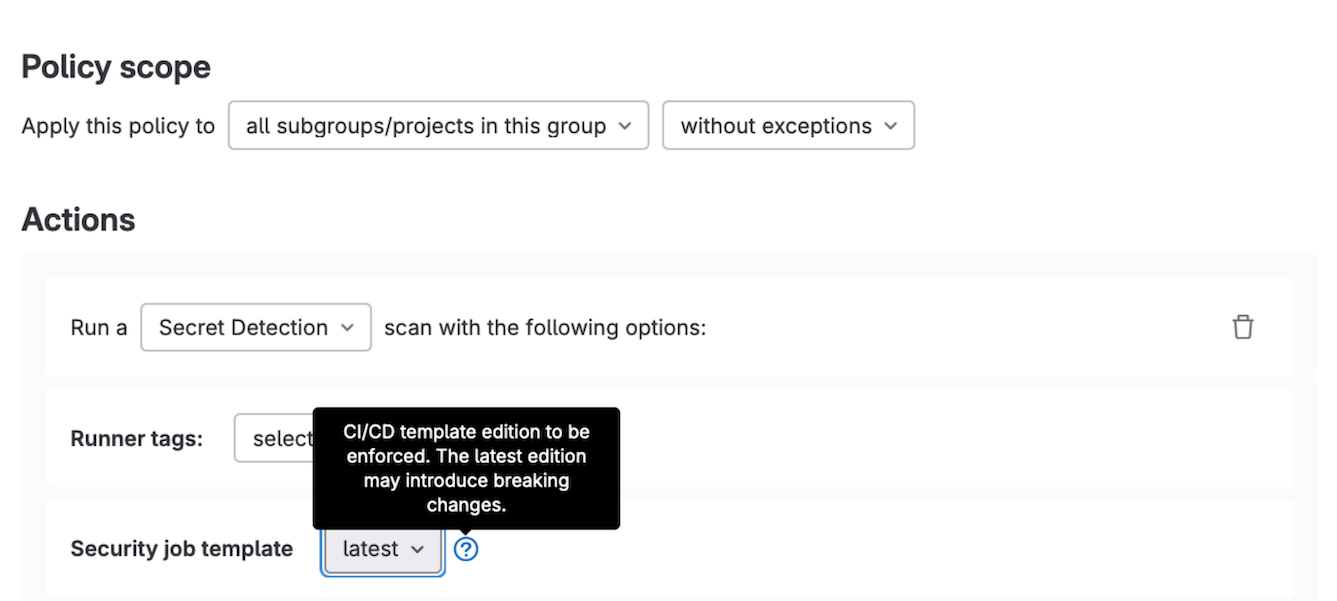 Policy scope
Apply this policy to all subgroups/projects in this group without exceptions
Actions
Run a Secret Detection scan with the following options:
Runner tags: select
CI/CD template edition to be
enforced. The latest edition
may introduce breaking
changes.
Security job template latest ?